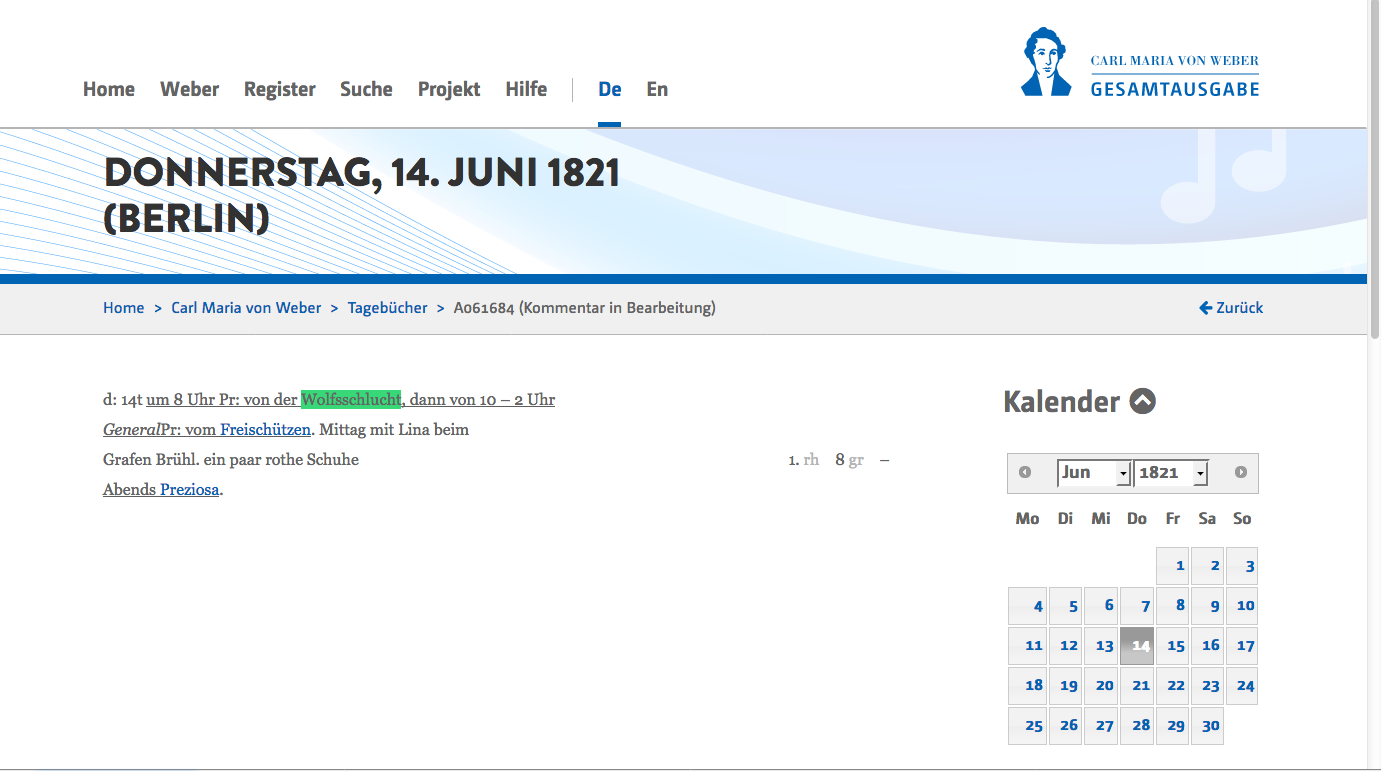 Home Weber Register Suche Projekt Hilfe De En
CARL MARIA VON WEBER
GESAMTAUSGABE
DONNERSTAG, 14. JUNI 1821
(BERLIN)
Home > Carl Maria von Weber > Tagebücher > A061684 (Kommentar in Bearbeitung) Zurück
d: 14t um 8 Uhr Pr: von der Wolfsschlucht, dann von 10 – 2 Uhr
GeneralPr: vom Freischützen. Mittag mit Lina beim
Grafen Brühl. ein paar rothe Schuhe 1. rh 8 gr –
Abends Preziosa.
Kalender
Jun 1821
Mo Di Mi Do Fr Sa So
1 2 3
4 5 6 7 8 9 10
11 12 13 14 15 16 17
18 19 20 21 22 23 24
25 26 27 28 29 30